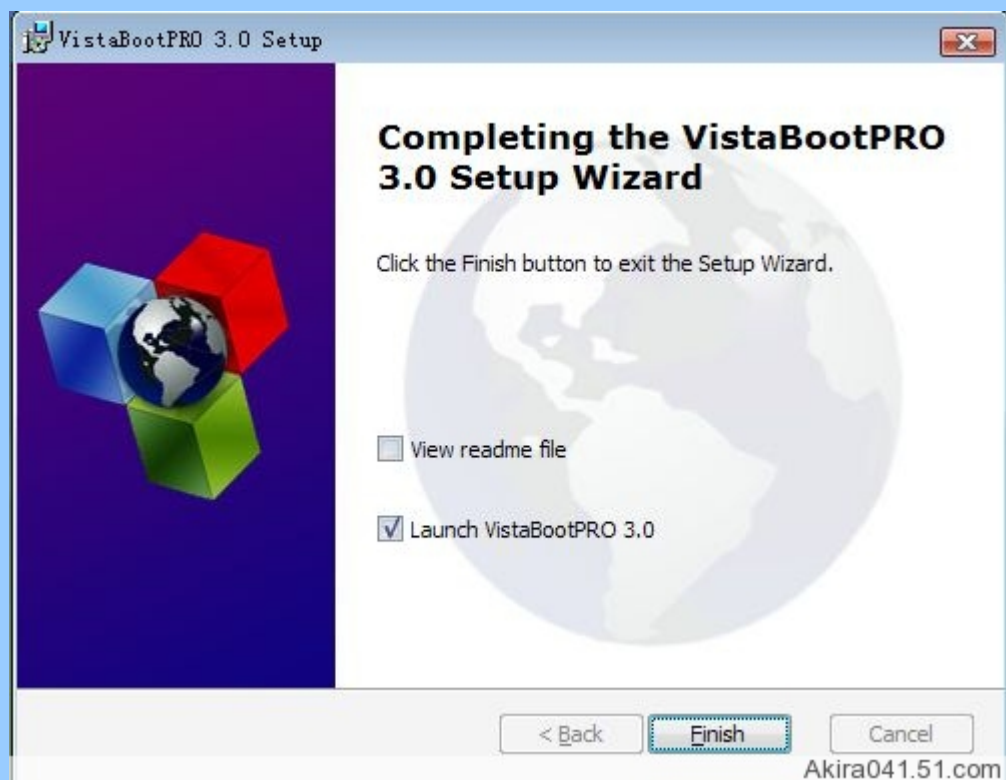 VistaBootPRO 3.0 Setup
Completing the VistaBootPRO
3.0 Setup Wizard
Click the Finish button to exit the Setup Wizard.
View readme file
Launch VistaBootPRO 3.0
< Back Finish Cancel
Akira041.51.com